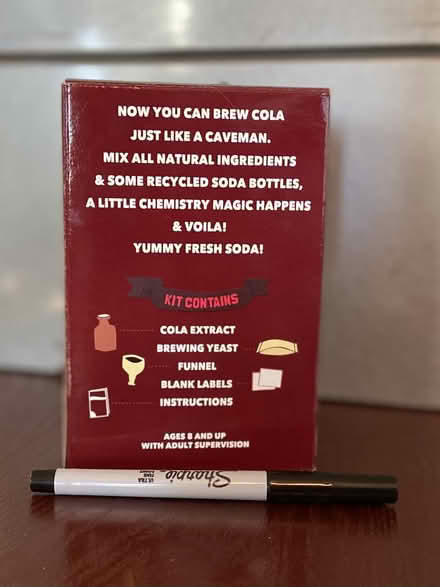 NOW YOU CAN BREW COLA
JUST LIKE A CAVEMAN.
MIX ALL NATURAL INGREDIENTS
& SOME RECYCLED SODA BOTTLES,
A LITTLE CHEMISTRY MAGIC HAPPENS
& VOILA!
YUMMY FRESH SODA!
KIT CONTAINS
COLA EXTRACT
BREWING YEAST
FUNNEL
BLANK LABELS
INSTRUCTIONS
AGES 8 AND UP
WITH ADULT SUPERVISION
Sharpie
ULTRA
FINE
POINT